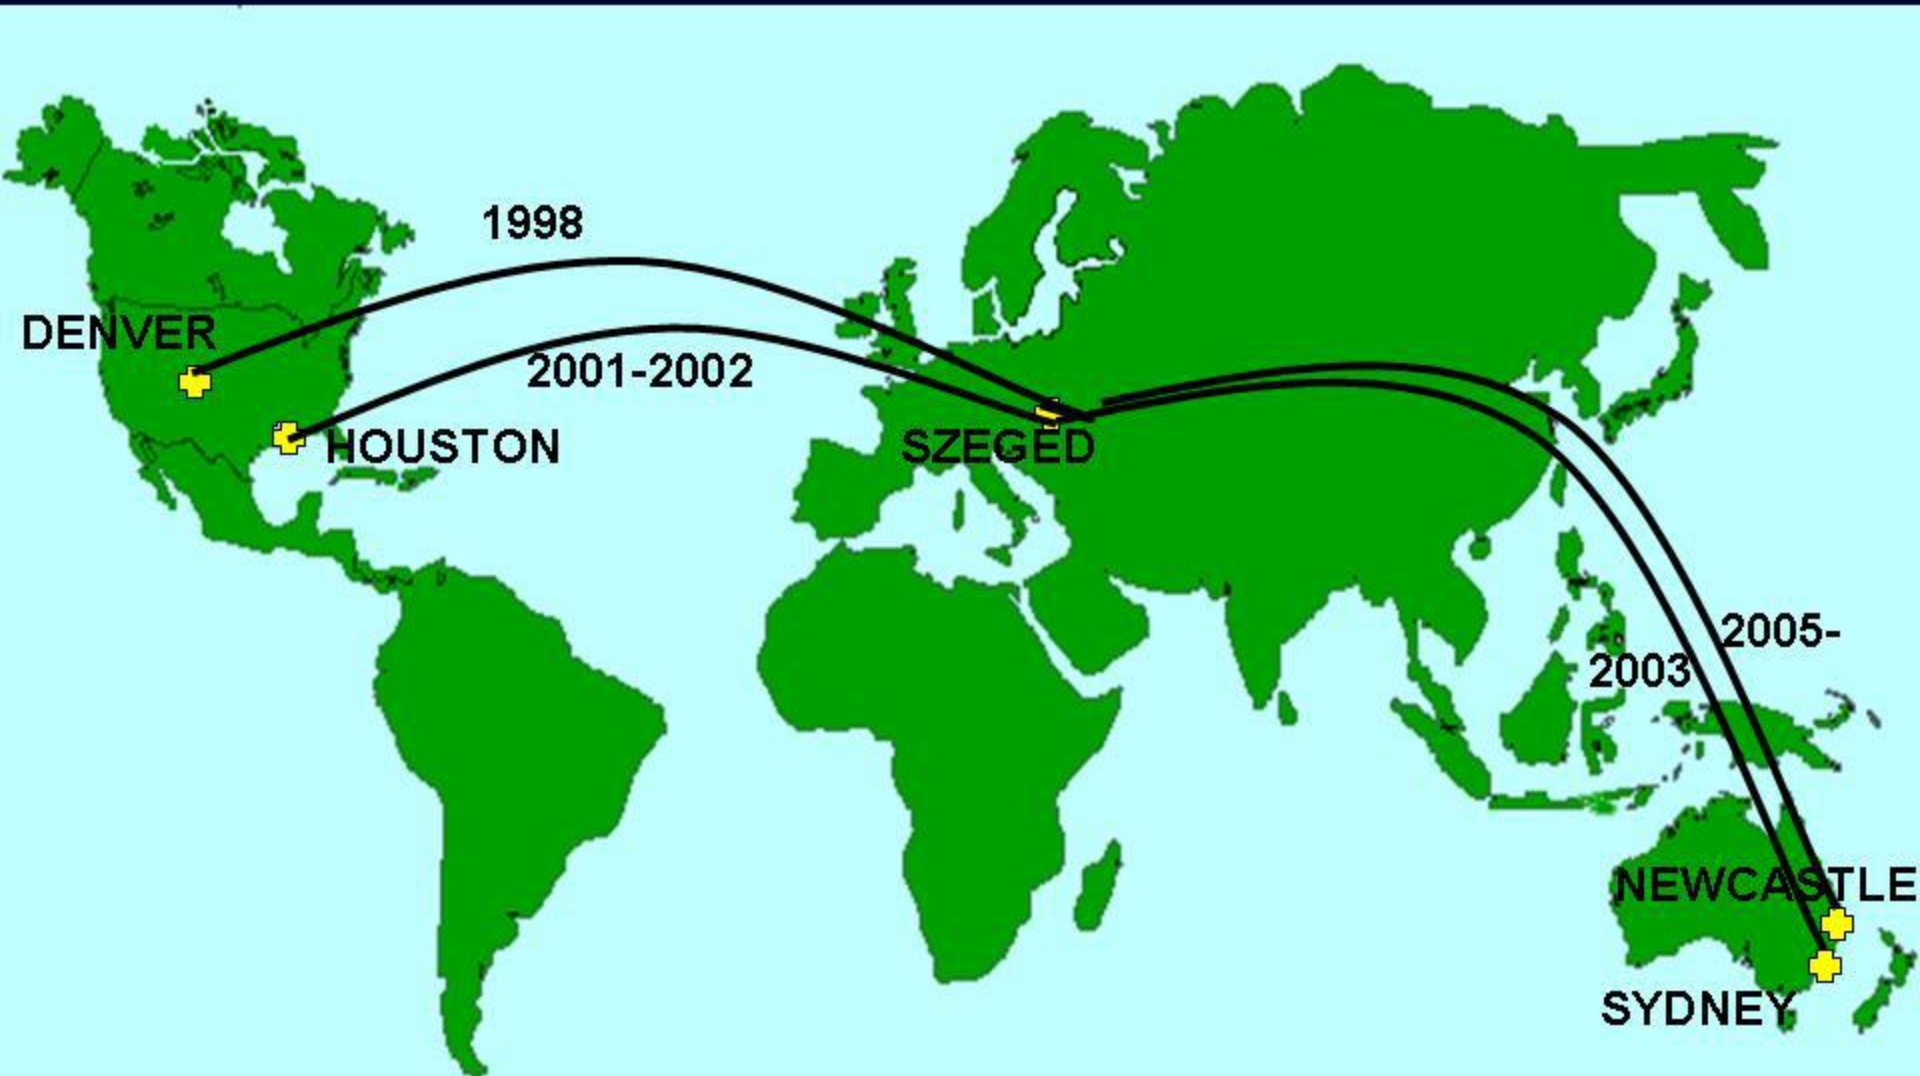 1998
DENVER
2001-2002
HOUSTON
SZEGED
2005-
2003
NEWCASTLE
SYDNEY